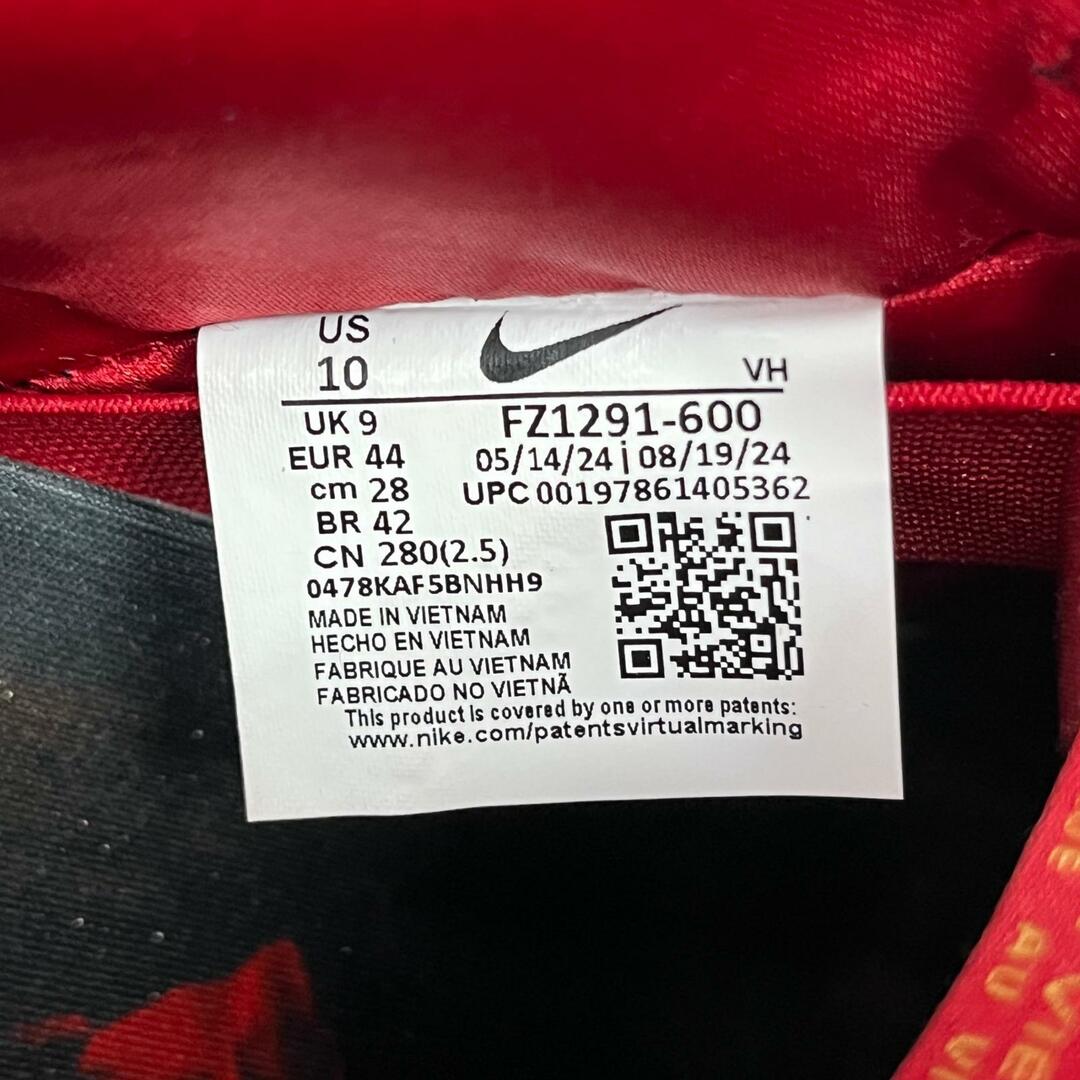 US
10
VH
UK 9
FZ1291-600
EUR 44
05/14/24 | 08/19/24
cm 28
UPC 00197861405362
BR 42
CN 280(2.5)
0478KAF5BNHH9
MADE IN VIETNAM
HECHO EN VIETNAM
FABRIQUE AU VIETNAM
FABRICADO NO VIETNÃ
This product is covered by one or more patents:
www.nike.com/patentsvirtualmarking
AU V